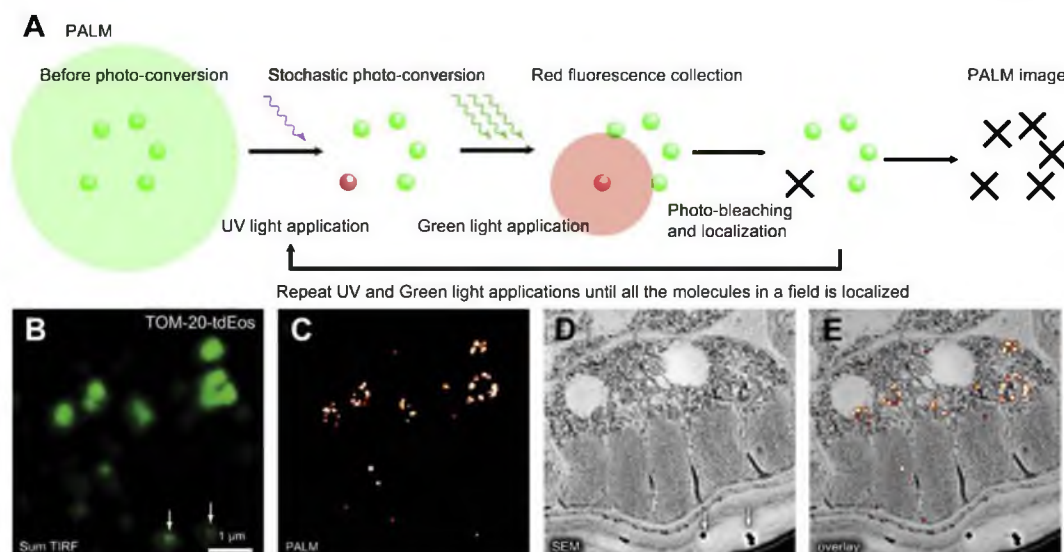 A PALM
Before photo-conversion
Stochastic photo-conversion
Red fluorescence collection
PALM image
UV light application
Green light application
Photo-bleaching
and localization
Repeat UV and Green light applications until all the molecules in a field is localized
B
TOM-20-tdEos
Sum TIRF
1 μm
C
PALM
D
SEM
E
overlay